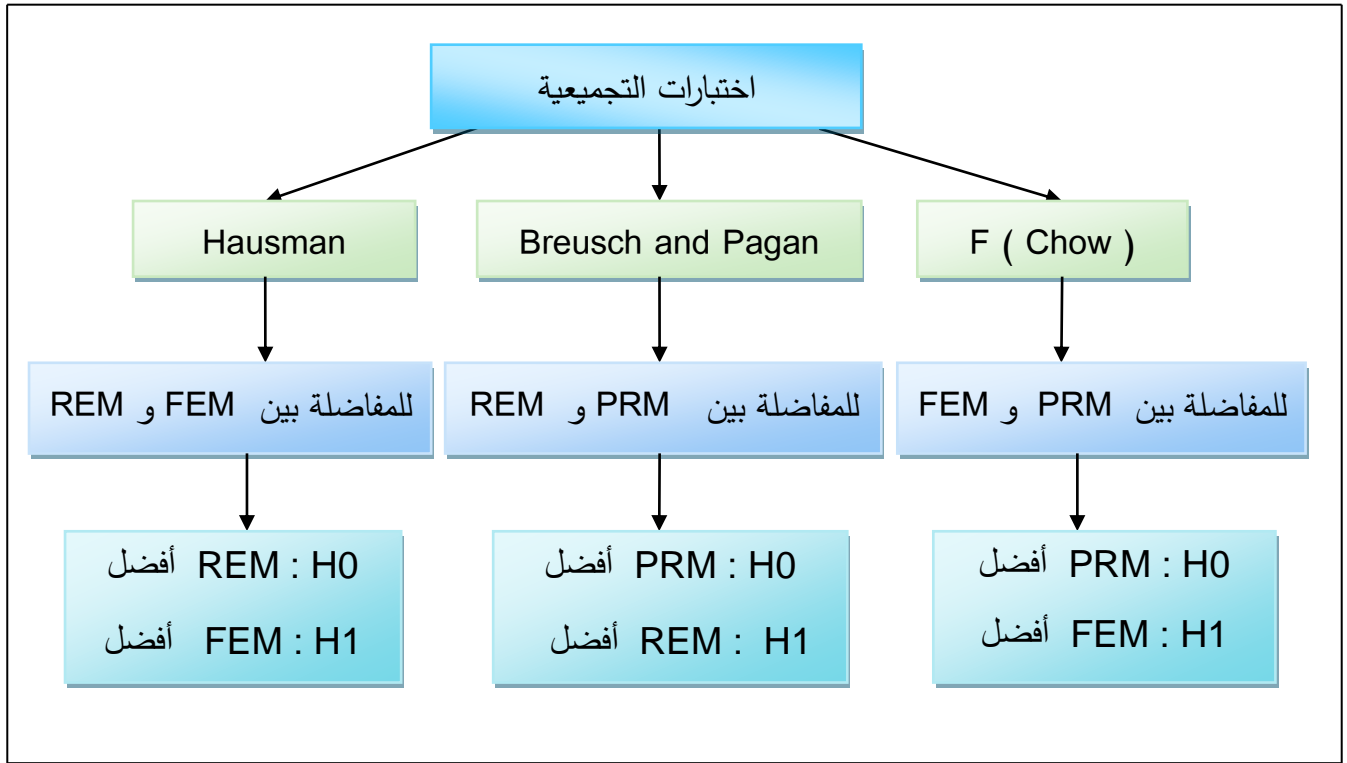 اختبارات التجميعية
F ( Chow )
Breusch and Pagan
Hausman
للمفاضلة بين PRM و FEM
للمفاضلة بين PRM و REM
للمفاضلة بين FEM و REM
H0 : PRM أفضل
H1 : FEM أفضل
H0 : PRM أفضل
H1 : REM أفضل
H0 : REM أفضل
H1 : FEM أفضل